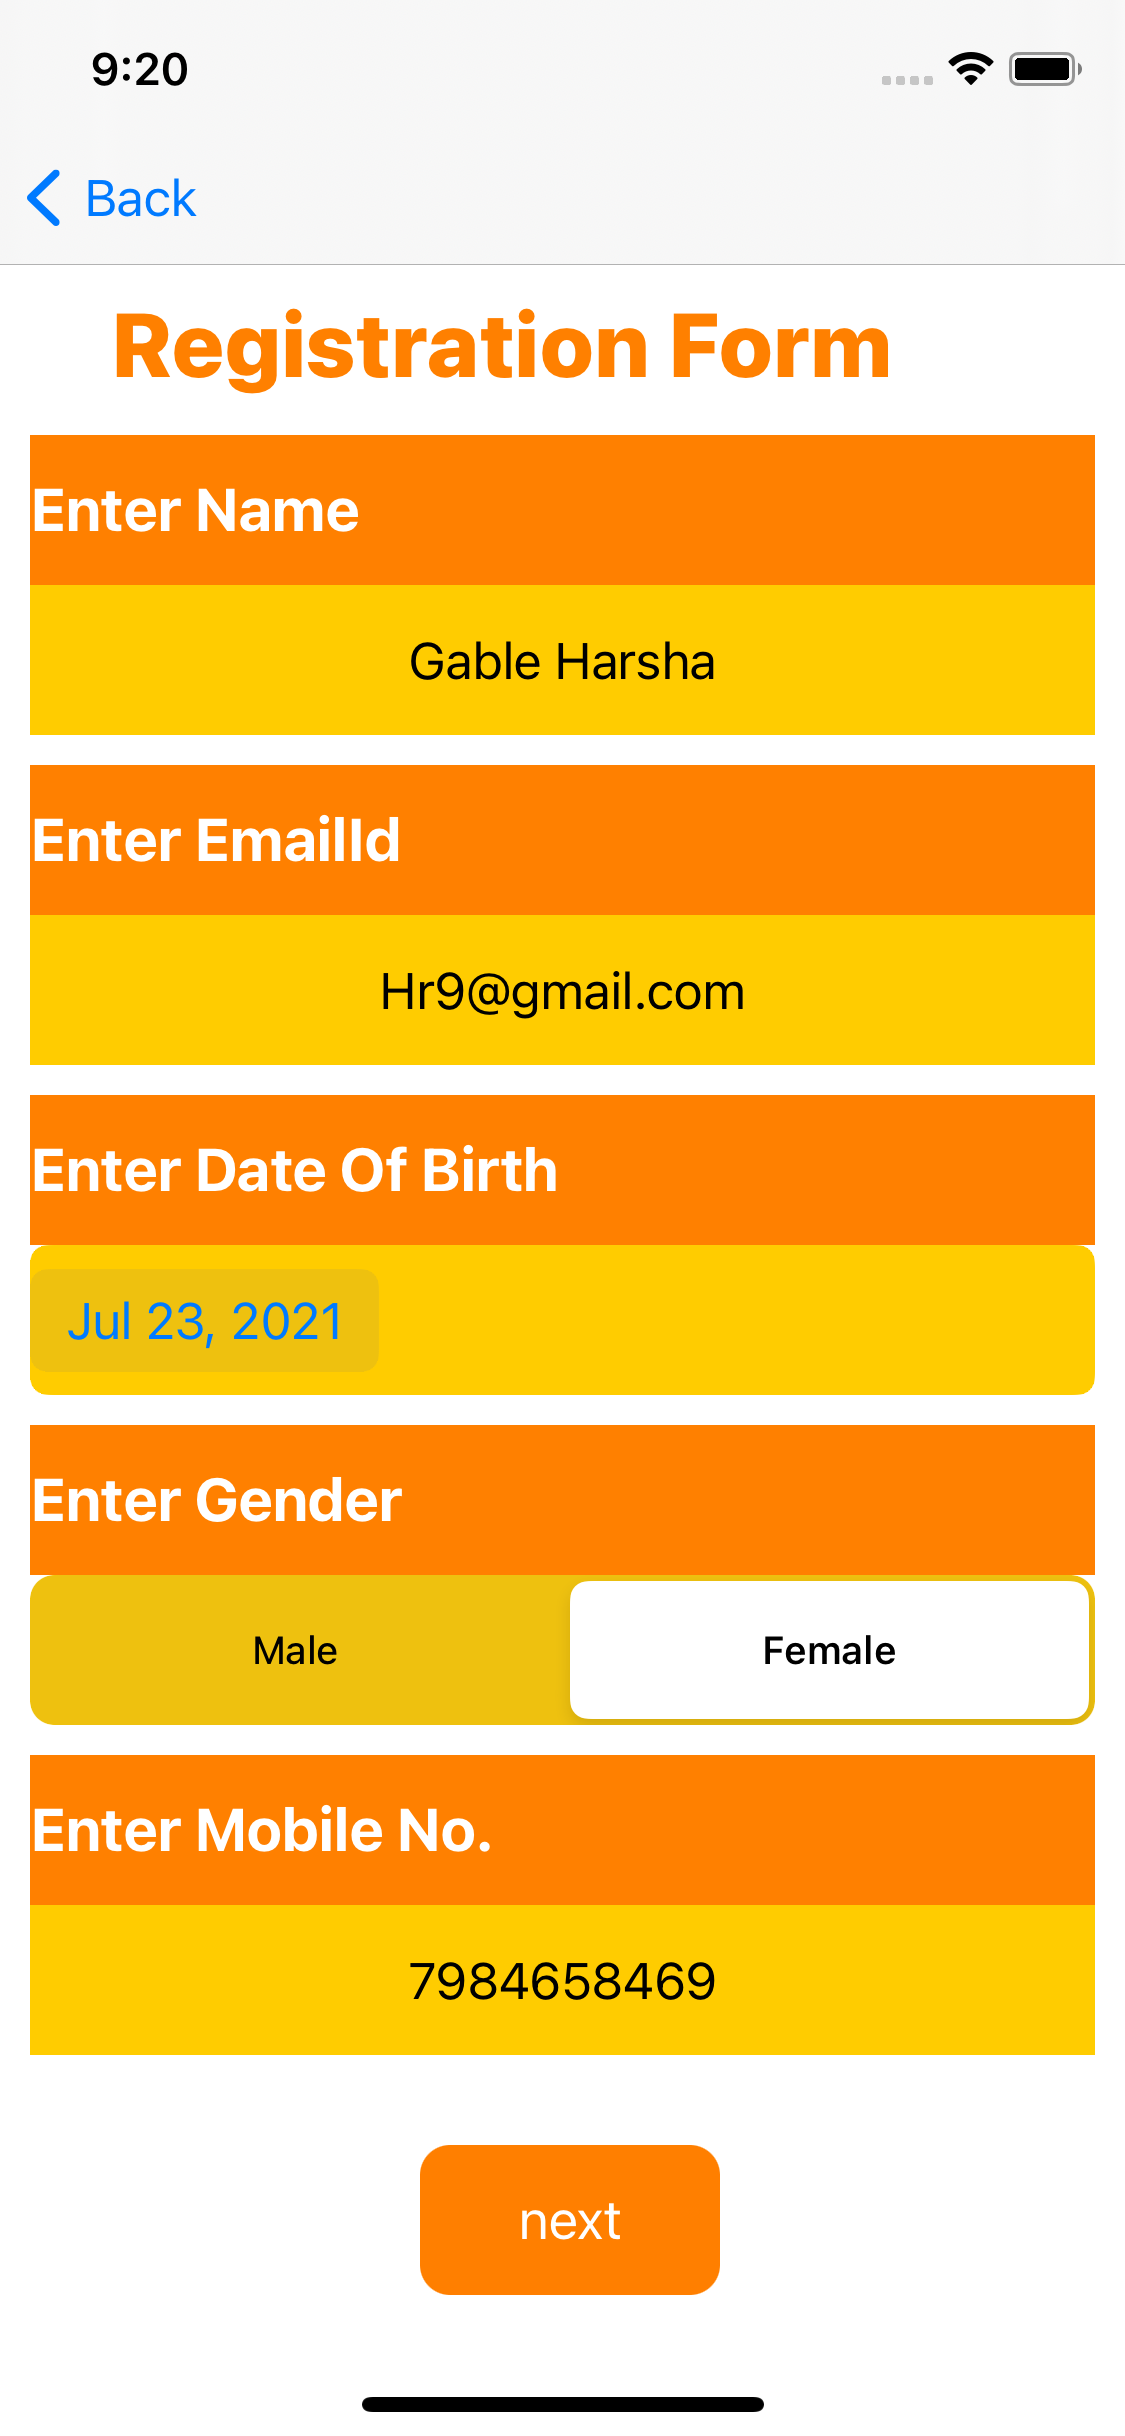 9:20
Back
Registration Form
Enter Name
Gable Harsha
Enter EmailId
Hr9@gmail.com
Enter Date Of Birth
Jul 23, 2021
Enter Gender
Male Female
Enter Mobile No.
7984658469
next